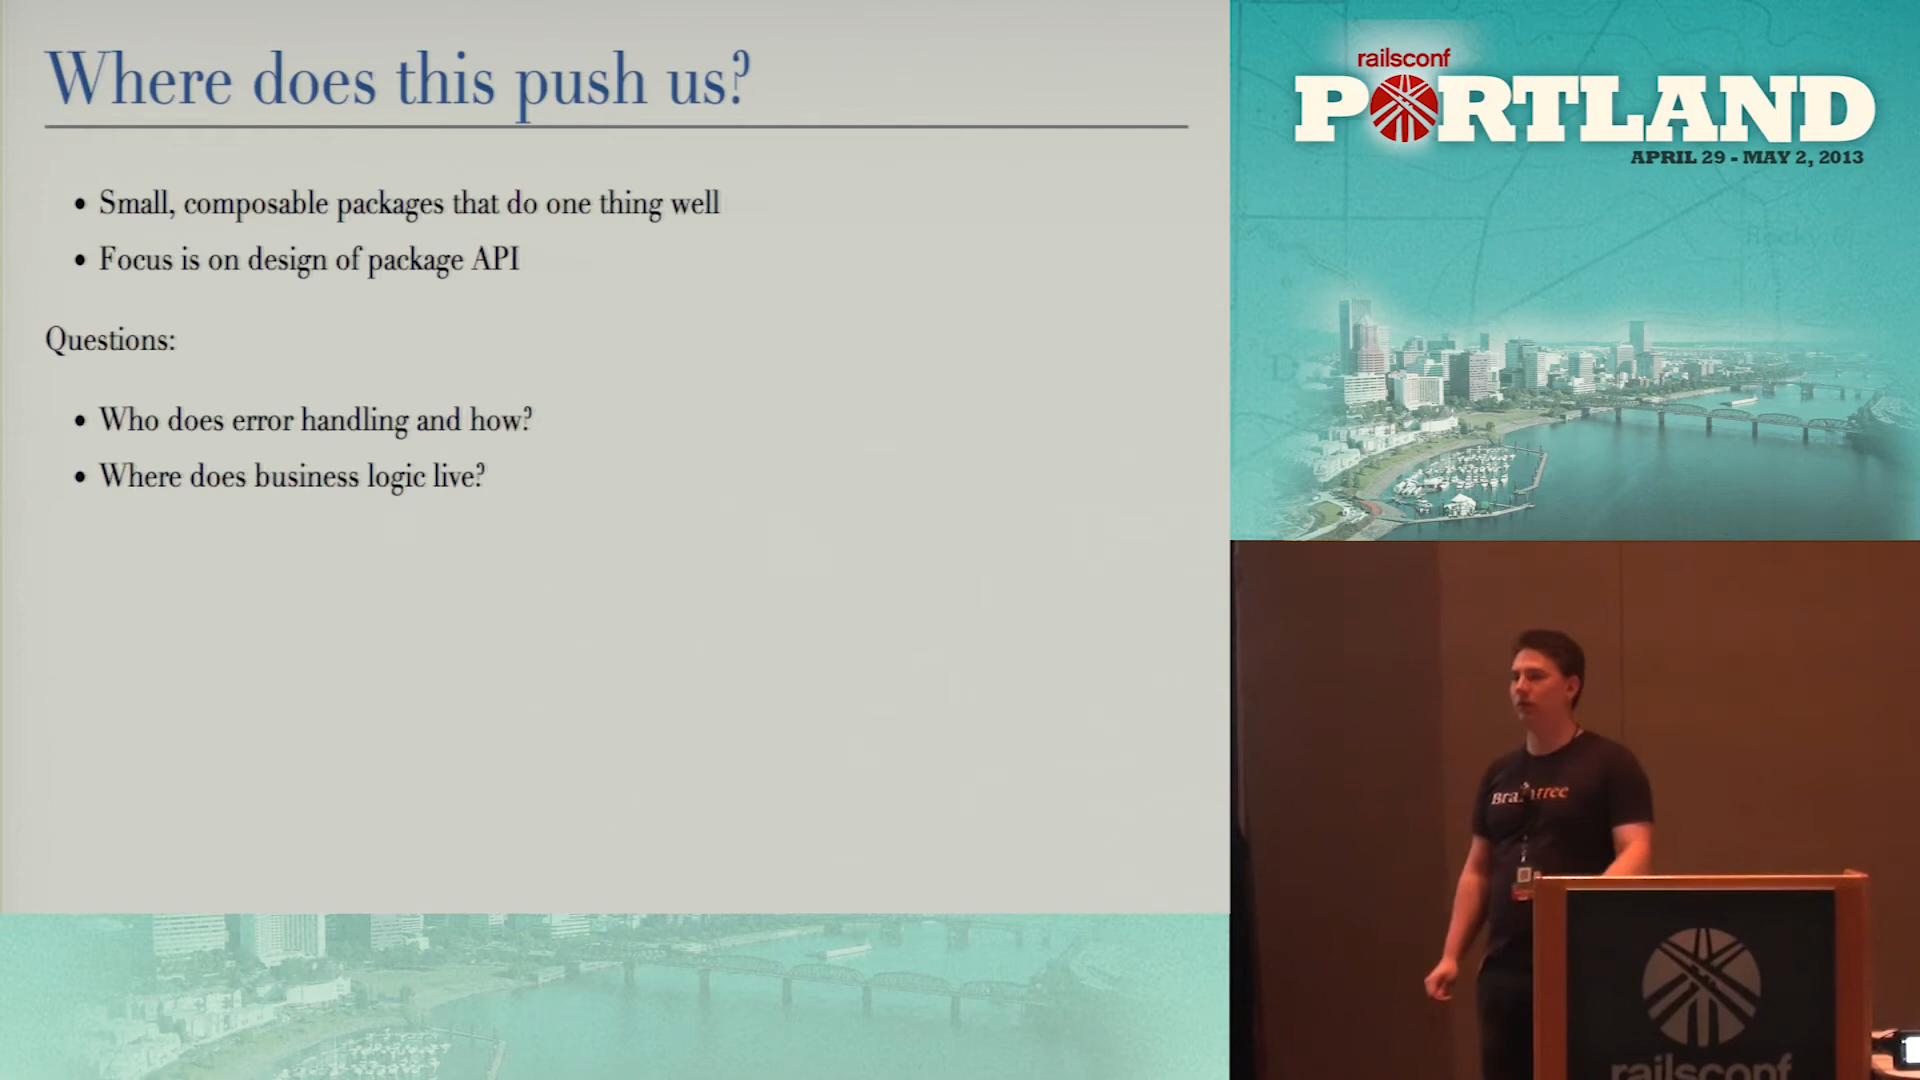 Where does this push us?
• Small, composable packages that do one thing well
• Focus is on design of package API
Questions:
• Who does error handling and how?
• Where does business logic live?
railsconf
PORTLAND
APRIL 29 - MAY 2, 2013
Braintree
railsconf